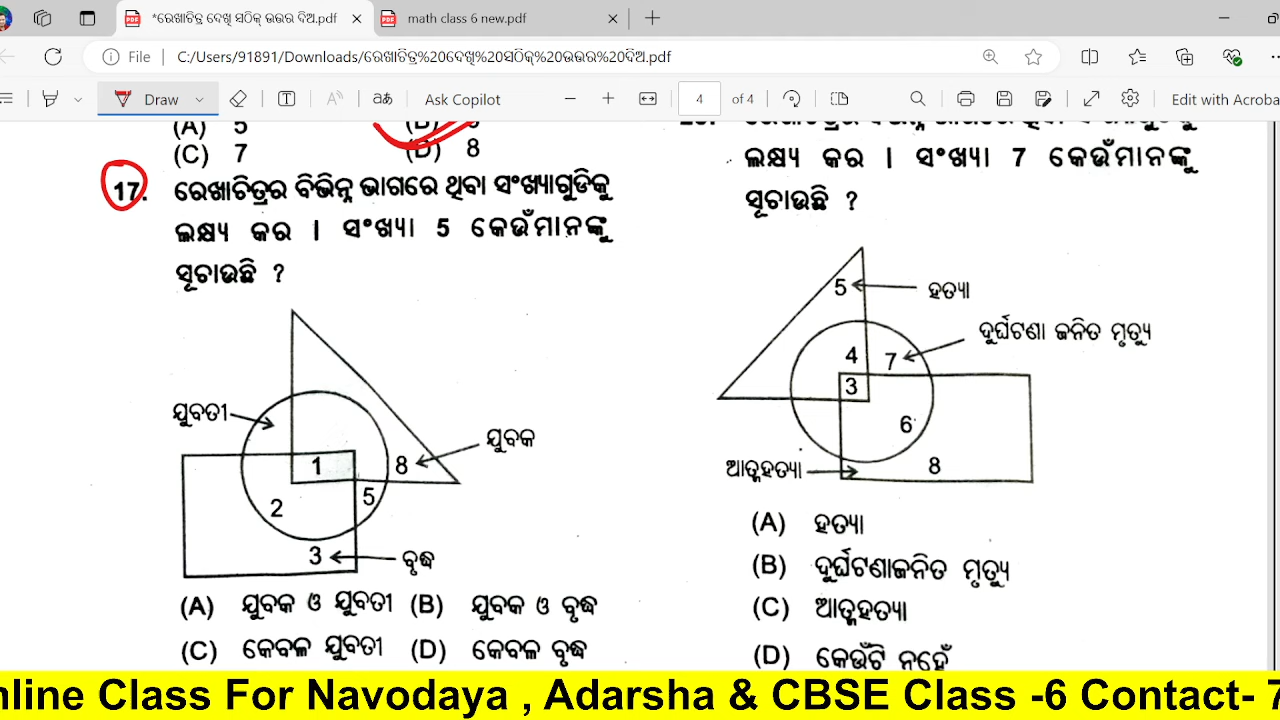 *ରେଖାଚିତ୍ର ଦେଖି ସଠିକ୍ ଉତ୍ତର ଦିଅ.pdf
math class 6 new.pdf
File C:/Users/91891/Downloads/ରେଖାଚିତ୍ର%20ଦେଖି%20ସଠିକ୍%20ଉତ୍ତର%20ଦିଅ.pdf
Draw Ask Copilot 4 of 4 Edit with Acroba
(A) 5 (B)
(C) 7 (D) 8
17. ରେଖାଚିତ୍ରର ବିଭିନ୍ନ ଭାଗରେ ଥିବା ସଂଖ୍ୟାଗୁଡିକୁ
ଲକ୍ଷ୍ୟ କର । ସଂଖ୍ୟା 5 କେଉଁମାନଙ୍କୁ
ସୂଚାଉଛି ?
ଯୁବତୀ
ଯୁବକ
1 8
2 5
3 ବୃଦ୍ଧ
(A) ଯୁବକ ଓ ଯୁବତୀ (B) ଯୁବକ ଓ ବୃଦ୍ଧ
(C) କେବଳ ଯୁବତୀ (D) କେବଳ ବୃଦ୍ଧ
ଲକ୍ଷ୍ୟ କର । ସଂଖ୍ୟା 7 କେଉଁମାନଙ୍କୁ
ସୂଚାଉଛି ?
5 ହତ୍ୟା
ଦୁର୍ଘଟଣା ଜନିତ ମୃତ୍ୟୁ
4 7
3
6
ଆତ୍ମହତ୍ୟା 8
(A) ହତ୍ୟା
(B) ଦୁର୍ଘଟଣାଜନିତ ମୃତ୍ୟୁ
(C) ଆତ୍ମହତ୍ୟା
(D) କେଉଁଟି ନହେଁ
nline Class For Navodaya , Adarsha & CBSE Class -6 Contact- 7